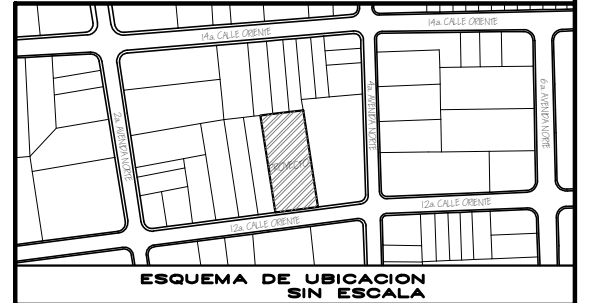 14a. CALLE ORIENTE
14a. CALLE ORIENTE
2a. AVENIDA NORTE
4a. AVENIDA NORTE
6a. AVENIDA NORTE
PROYECTO
12a. CALLE ORIENTE
12a. CALLE ORIENTE
ESQUEMA DE UBICACION
SIN ESCALA